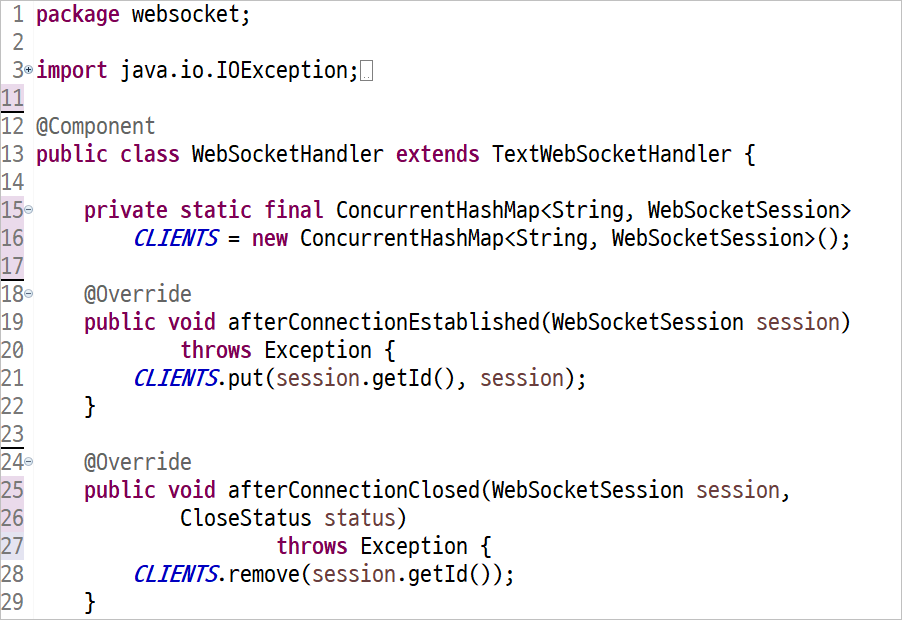 1 package websocket;
2
3 import java.io.IOException;
11
12 @Component
13 public class WebSocketHandler extends TextWebSocketHandler {
14
15     private static final ConcurrentHashMap<String, WebSocketSession>
16         CLIENTS = new ConcurrentHashMap<String, WebSocketSession>();
17
18     @Override
19     public void afterConnectionEstablished(WebSocketSession session)
20             throws Exception {
21         CLIENTS.put(session.getId(), session);
22     }
23
24     @Override
25     public void afterConnectionClosed(WebSocketSession session,
26             CloseStatus status)
27                     throws Exception {
28         CLIENTS.remove(session.getId());
29     }